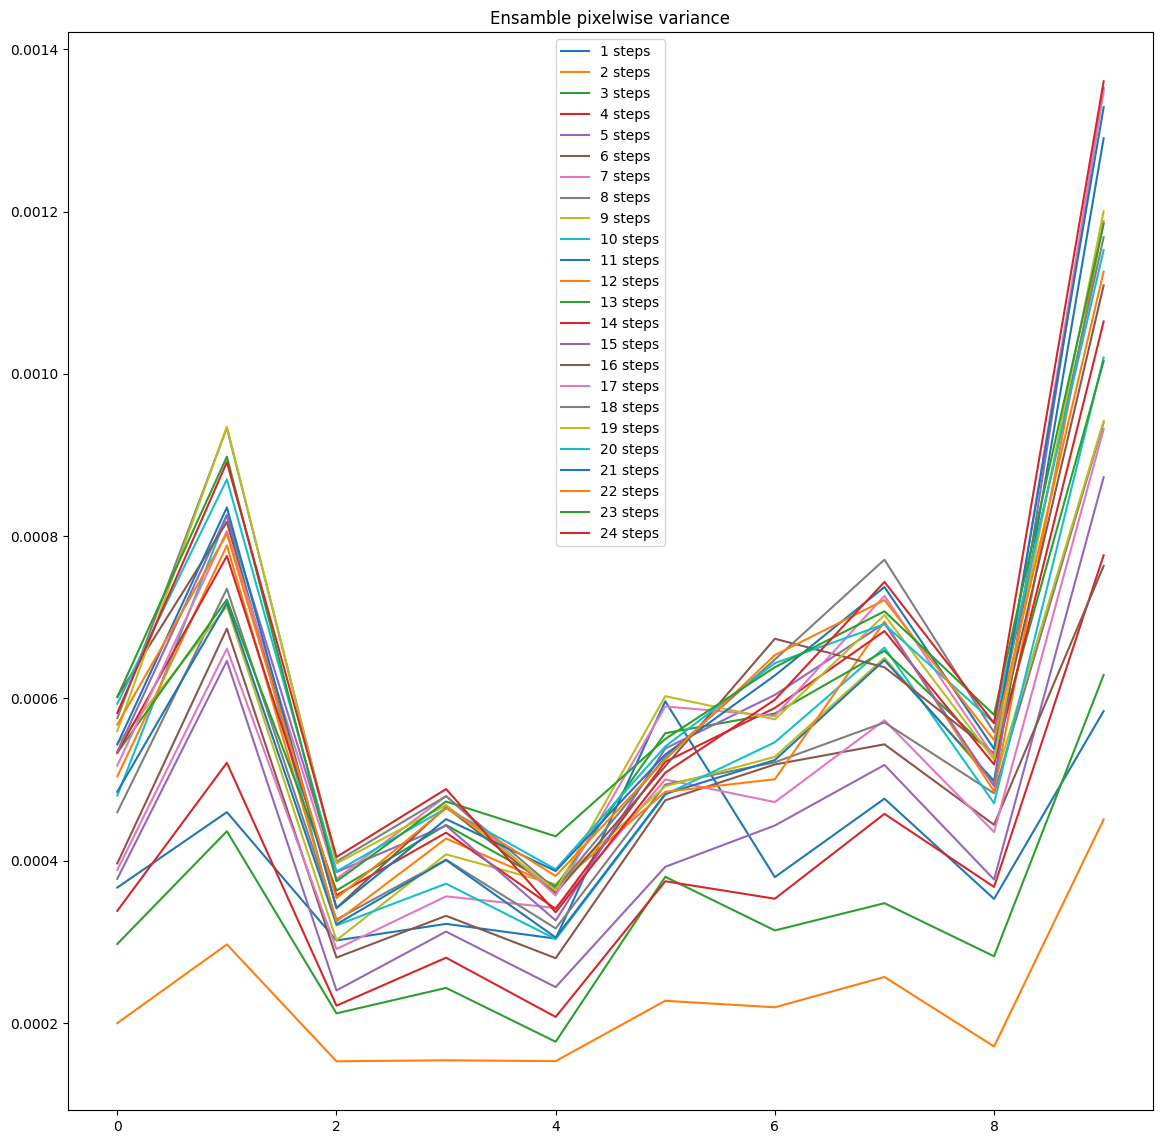 Ensamble pixelwise variance
0.0014
0.0012
0.0010
0.0008
0.0006
0.0004
0.0002
1 steps
2 steps
3 steps
4 steps
5 steps
6 steps
7 steps
8 steps
9 steps
10 steps
11 steps
12 steps
13 steps
14 steps
15 steps
16 steps
17 steps
18 steps
19 steps
20 steps
21 steps
22 steps
23 steps
24 steps
0 2 4 6 8